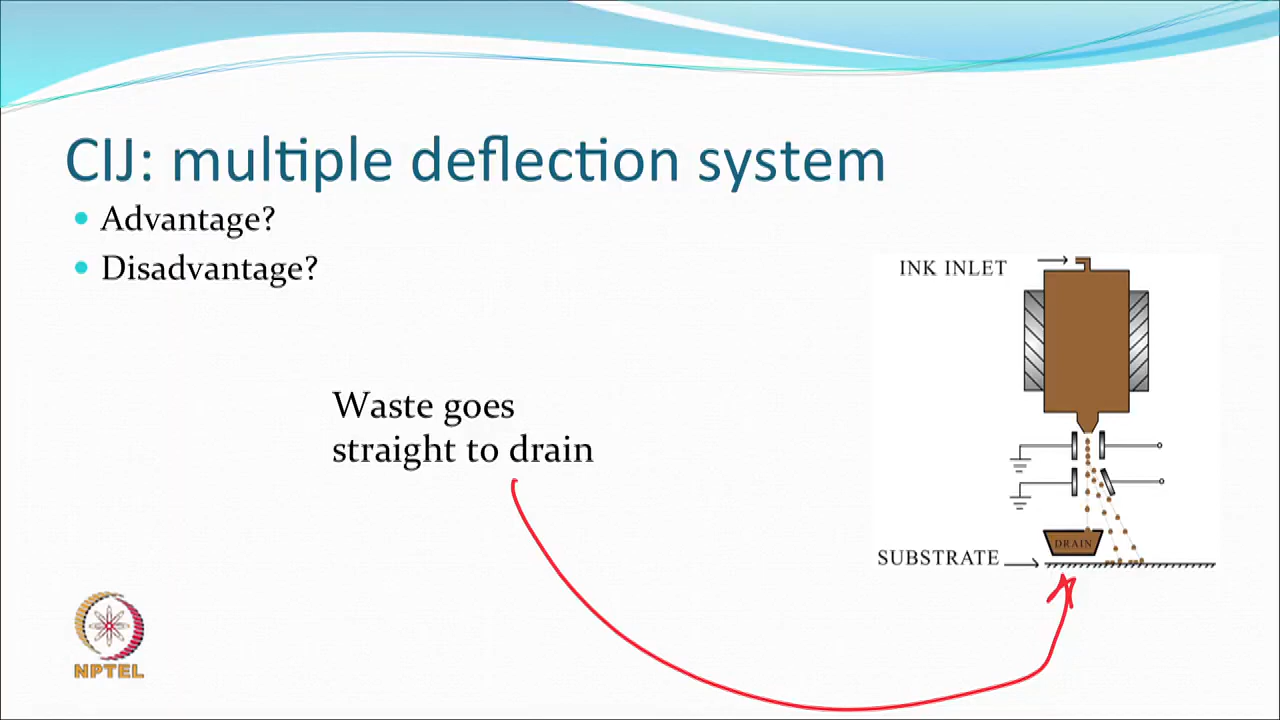 CIJ: multiple deflection system
Advantage?
Disadvantage?
INK INLET
Waste goes
straight to drain
DRAIN
SUBSTRATE
NPTEL